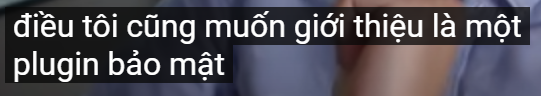 điều tôi cũng muốn giới thiệu là một
plugin bảo mật